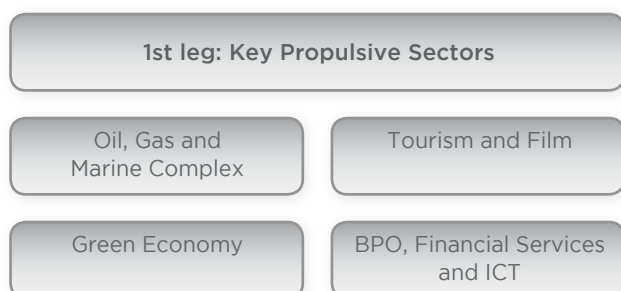 1st leg: Key Propulsive Sectors
Oil, Gas and
Marine Complex
Tourism and Film
Green Economy
BPO, Financial Services
and ICT